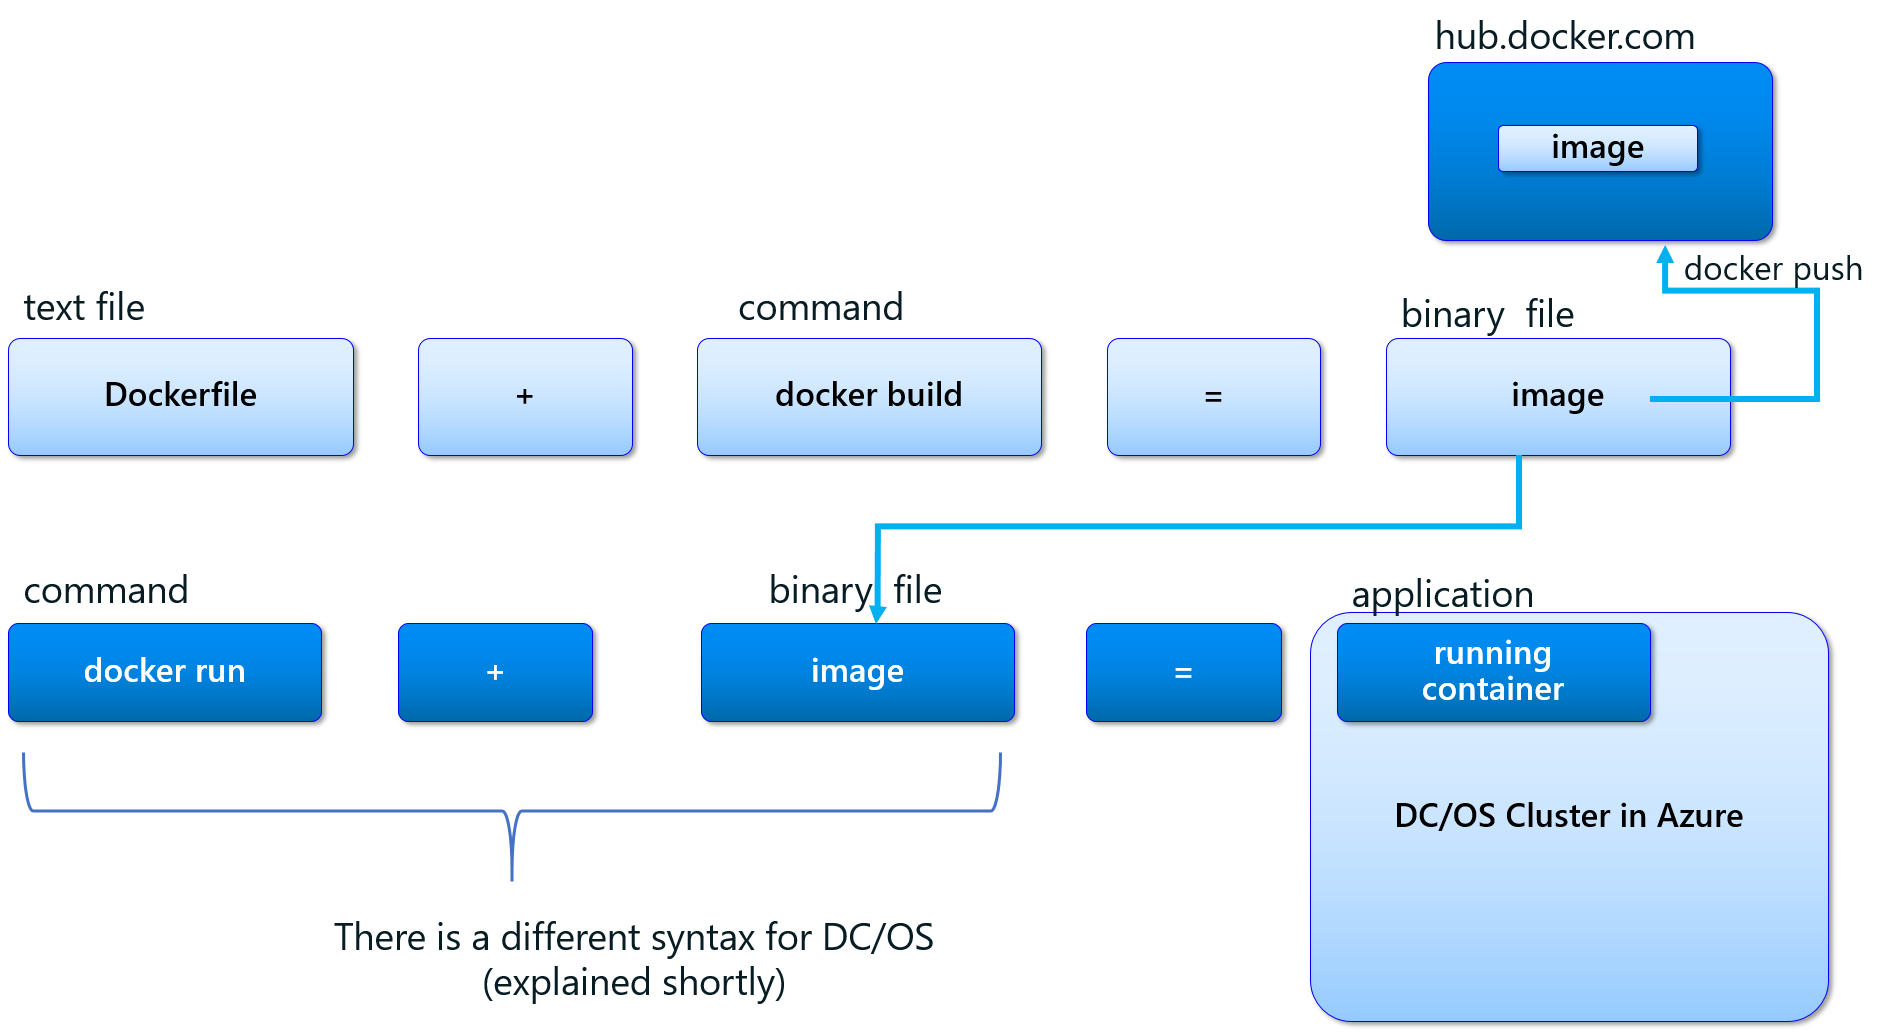 hub.docker.com
image
docker push
text file
command
binary file
Dockerfile
+
docker build
=
image
command
binary file
application
docker run
+
image
=
running
container
DC/OS Cluster in Azure
There is a different syntax for DC/OS
(explained shortly)